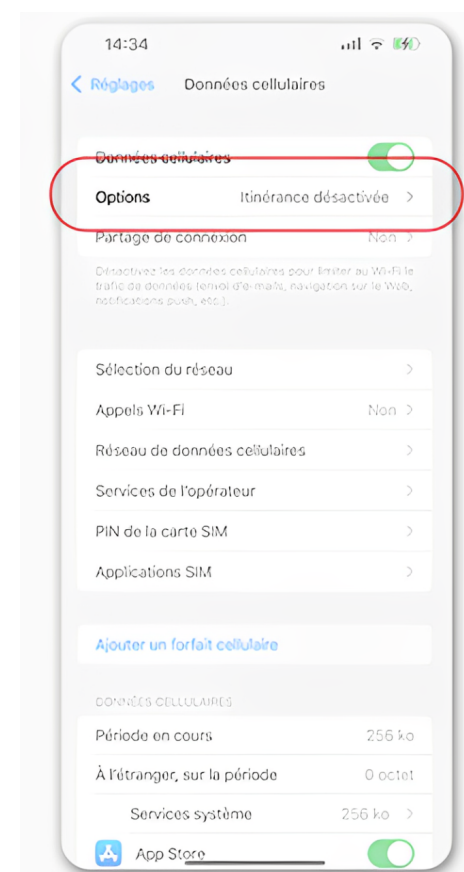 14:34
Réglages Données cellulaires
Données cellulaires
Options Itinérance désactivée
Partage de connexion Non
Désactivez les données cellulaires pour limiter au Wi-Fi le
trafic de données (envoi d'e-mails, navigation sur le Web,
notifications push, etc.).
Sélection du réseau
Appels Wi-Fi Non
Réseau de données cellulaires
Services de l'opérateur
PIN de la carte SIM
Applications SIM
Ajouter un forfait cellulaire
DONNÉES CELLULAIRES
Période en cours 256 ko
À l'étranger, sur la période 0 octet
Services système 256 ko
App Store